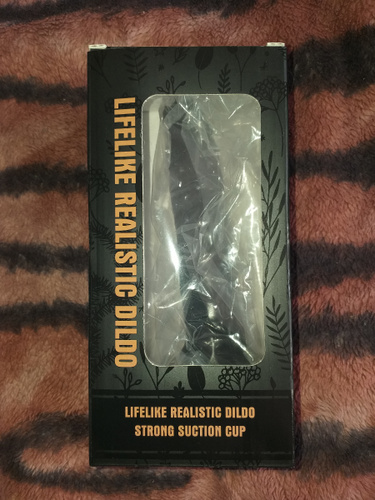 LIFELIKE REALISTIC DILDO
LIFELIKE REALISTIC DILDO
STRONG SUCTION CUP